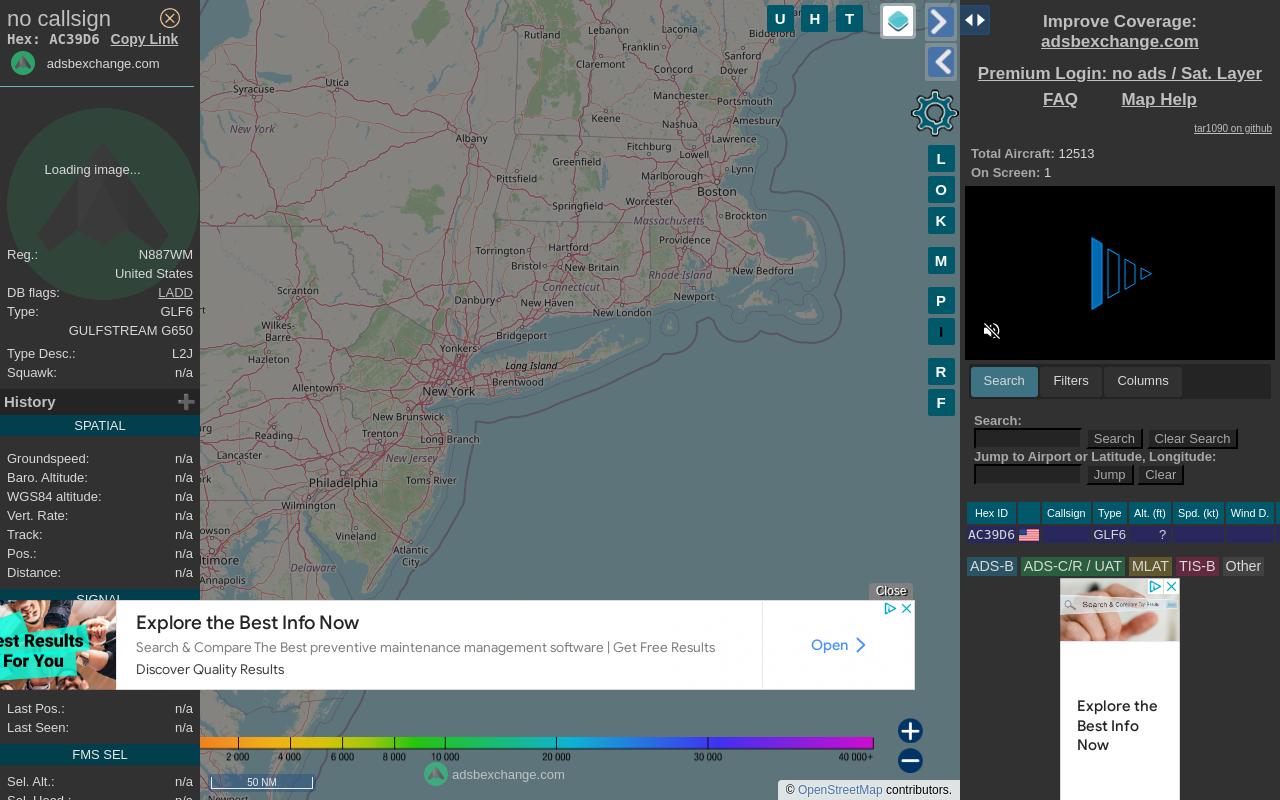 no callsign
Hex: AC39D6 Copy Link
adsbexchange.com
Loading image...
Reg.: N887WM
United States
DB flags: LADD
Type: GLF6
GULFSTREAM G650
Type Desc.: L2J
Squawk: n/a
History
SPATIAL
Groundspeed: n/a
Baro. Altitude: n/a
WGS84 altitude: n/a
Vert. Rate: n/a
Track: n/a
Pos.: n/a
Distance: n/a
SIGNAL
Last Pos.: n/a
Last Seen: n/a
FMS SEL
Sel. Alt.: n/a
Sel. Head.: n/a
U H T
L
O
K
M
P
I
R
F
Rutland
Lebanon
Laconia
Biddeford
Franklin
Sanford
Claremont
Concord
Dover
Utica
Syracuse
Manchester
Portsmouth
Keene
Amesbury
New York
Albany
Nashua
Lawrence
Fitchburg
Lowell
Greenfield
Lynn
Pittsfield
Marlborough
Boston
Springfield
Worcester
Massachusetts
Brockton
Providence
Torrington
Hartford
Bristol
New Britain
Rhode Island
New Bedford
Connecticut
Scranton
Danbury
New Haven
Newport
New London
Wilkes-
Barre
Bridgeport
Yonkers
Hazleton
Long Island
Allentown
New York
Brentwood
New Brunswick
Reading
Trenton
Long Branch
Lancaster
New Jersey
Philadelphia
Toms River
Wilmington
Vineland
Atlantic
City
Annapolis
Delaware
Close
Best Results
For You
Explore the Best Info Now
Search & Compare The Best preventive maintenance management software | Get Free Results
Discover Quality Results
Open
2 000 4 000 6 000 8 000 10 000 20 000 30 000 40 000+
adsbexchange.com
50 NM
© OpenStreetMap contributors.
Improve Coverage:
adsbexchange.com
Premium Login: no ads / Sat. Layer
FAQ Map Help
tar1090 on github
Total Aircraft: 12513
On Screen: 1
Search Filters Columns
Search:
Search Clear Search
Jump to Airport or Latitude, Longitude:
Jump Clear
Hex ID Callsign Type Alt. (ft) Spd. (kt) Wind D.
AC39D6 GLF6 ?
ADS-B ADS-C/R / UAT MLAT TIS-B Other
Explore the
Best Info
Now